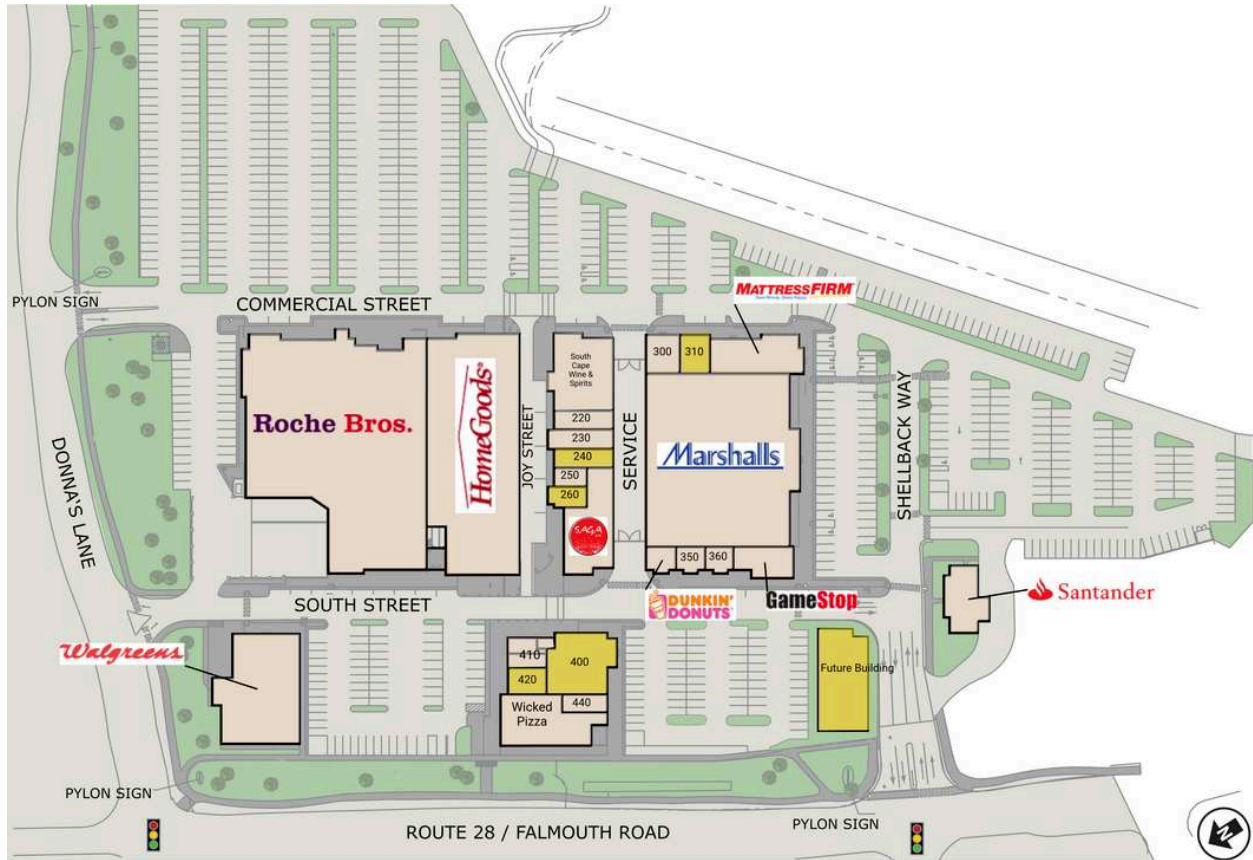 PYLON SIGN
COMMERCIAL STREET
MATTRESSFIRM
Roche Bros.
HomeGoods
JOY STREET
South
Cape
Wine &
Spirits
220
230
240
250
260
SAGA
SERVICE
300
310
Marshalls
350
360
SHELLBACK WAY
DONNA'S LANE
SOUTH STREET
DUNKIN'
DONUTS
GameStop
Santander
Walgreens
410
400
420
440
Wicked
Pizza
Future Building
PYLON SIGN
ROUTE 28 / FALMOUTH ROAD
PYLON SIGN
N